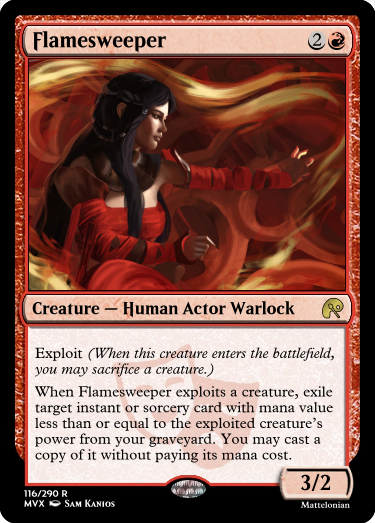 Flamesweeper 2
Creature — Human Actor Warlock
Exploit (When this creature enters the battlefield,
you may sacrifice a creature.)
When Flamesweeper exploits a creature, exile
target instant or sorcery card with mana value
less than or equal to the exploited creature's
power from your graveyard. You may cast a
copy of it without paying its mana cost.
3/2
116/290 R
MVX SAM KANIOS
Mattelonian